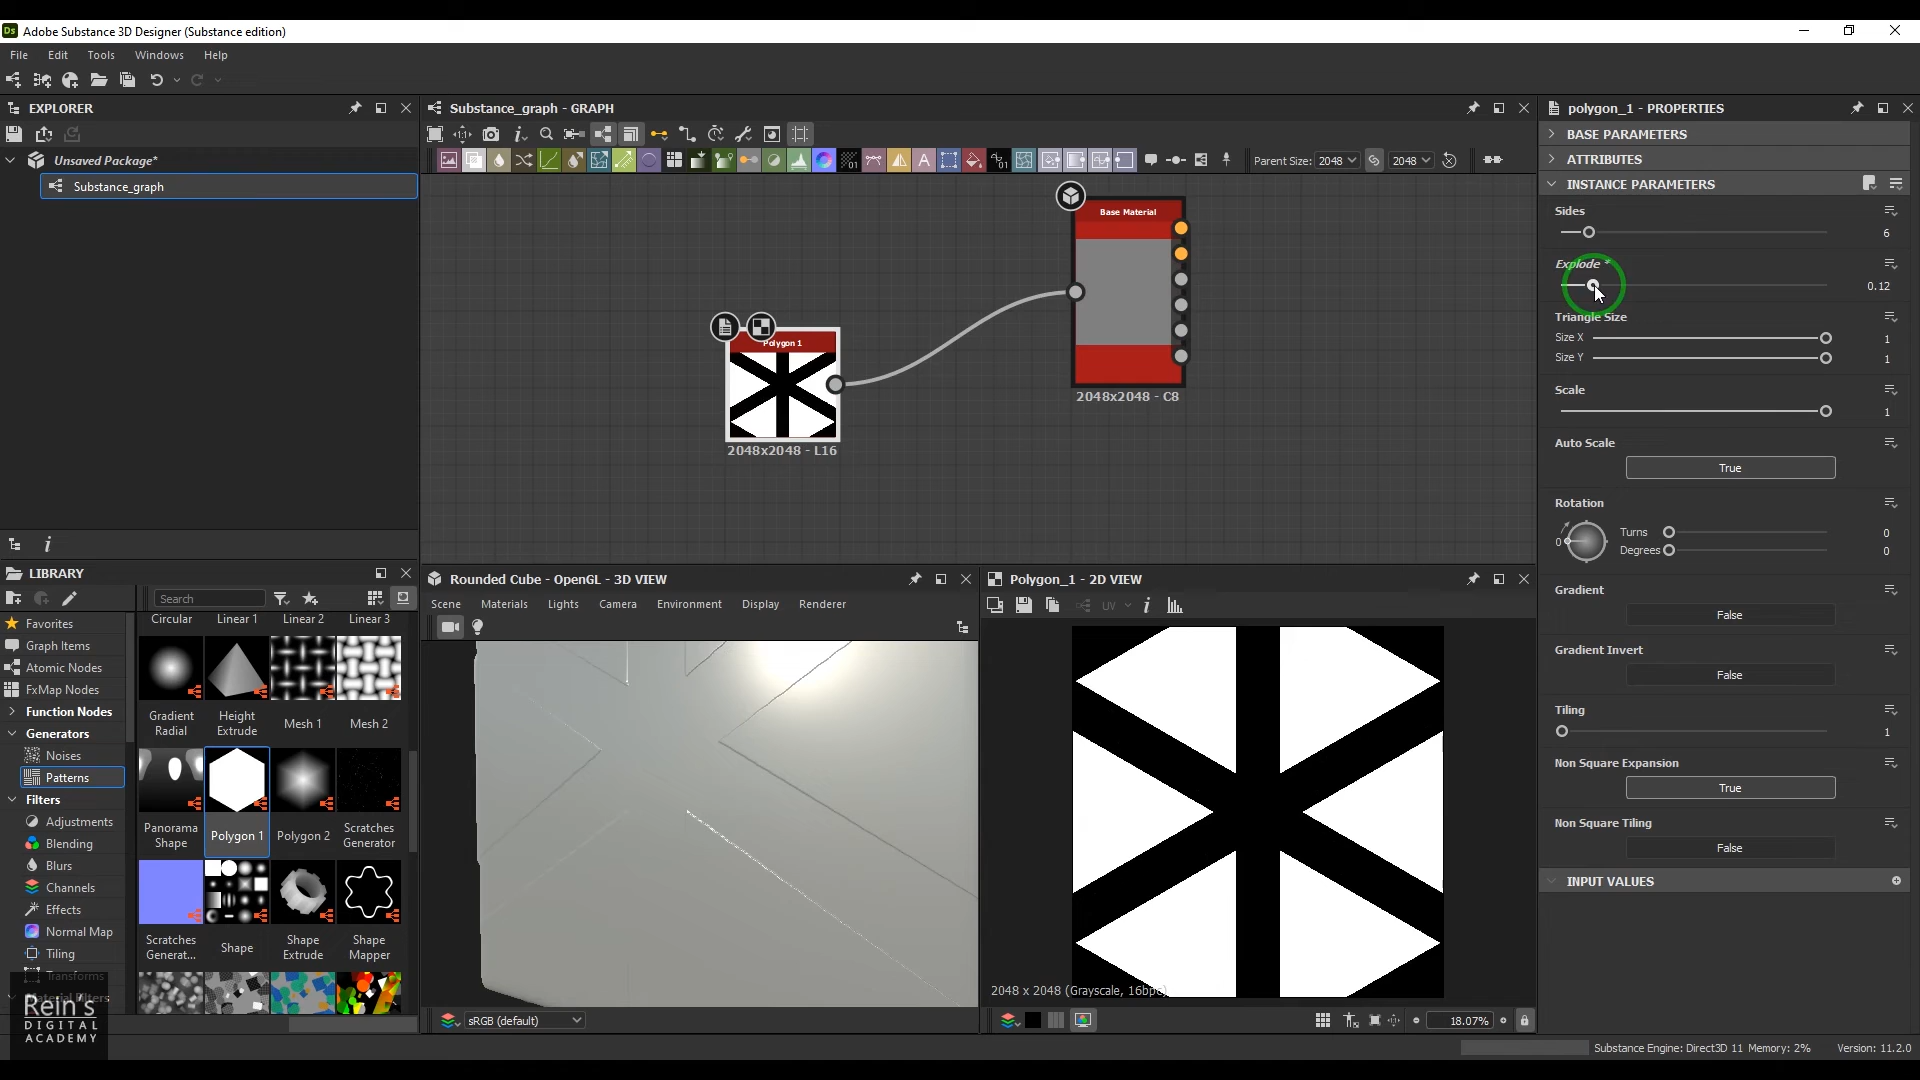 Ds Adobe Substance 3D Designer (Substance edition)
File Edit Tools Windows Help
EXPLORER
Unsaved Package*
Substance_graph
Substance_graph - GRAPH
Parent Size: 2048 2048
Base Material
2048x2048 - C8
Polygon 1
2048x2048 - L16
LIBRARY
Search
Favorites
Graph Items
Atomic Nodes
FxMap Nodes
Function Nodes
Generators
Noises
Patterns
Filters
Adjustments
Blending
Blurs
Channels
Effects
Normal Map
Tiling
Transforms
Material Filters
Circular Linear 1 Linear 2 Linear 3
Gradient Radial
Height Extrude
Mesh 1
Mesh 2
Panorama Shape
Polygon 1
Polygon 2
Scratches Generator
Scratches Generat...
Shape
Shape Extrude
Shape Mapper
Rein's
DIGITAL
ACADEMY
Rounded Cube - OpenGL - 3D VIEW
Scene Materials Lights Camera Environment Display Renderer
sRGB (default)
Polygon_1 - 2D VIEW
UV
2048 x 2048 (Grayscale, 16bpc)
18.07%
polygon_1 - PROPERTIES
BASE PARAMETERS
ATTRIBUTES
INSTANCE PARAMETERS
Sides
6
Explode *
0.12
Triangle Size
Size X 1
Size Y 1
Scale
1
Auto Scale
True
Rotation
0 Turns 0
Degrees 0
Gradient
False
Gradient Invert
False
Tiling
1
Non Square Expansion
True
Non Square Tiling
False
INPUT VALUES
Substance Engine: Direct3D 11 Memory: 2% Version: 11.2.0